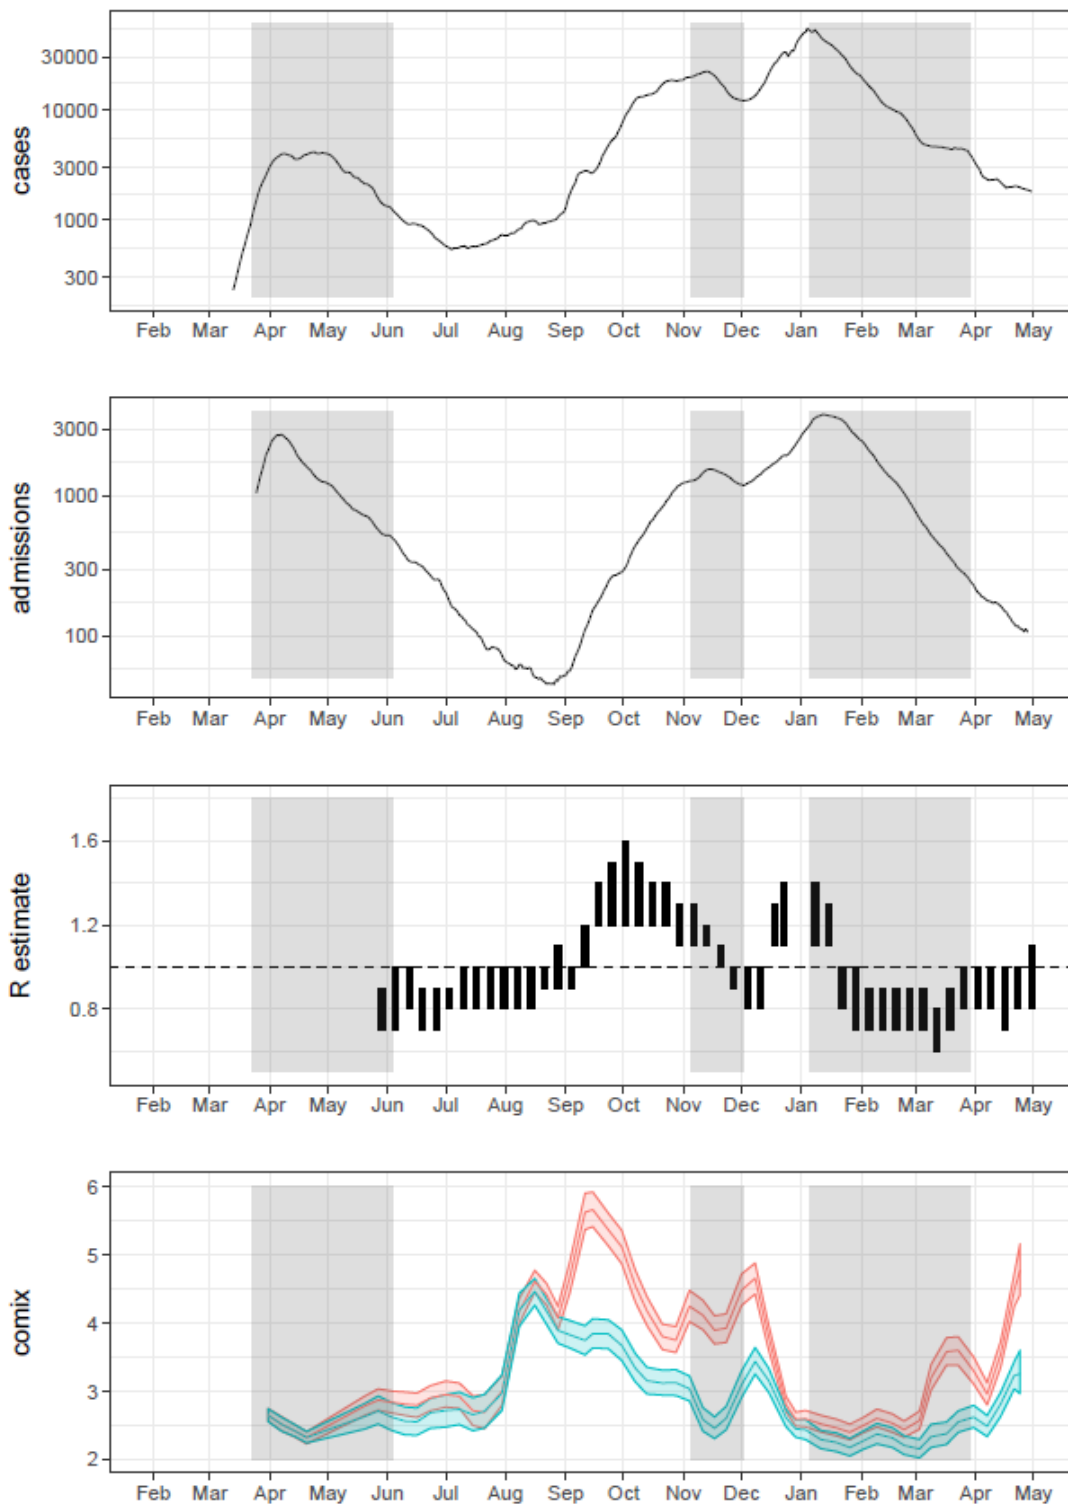 cases
30000
10000
3000
1000
300
Feb Mar Apr May Jun Jul Aug Sep Oct Nov Dec Jan Feb Mar Apr May
admissions
3000
1000
300
100
Feb Mar Apr May Jun Jul Aug Sep Oct Nov Dec Jan Feb Mar Apr May
R estimate
1.6
1.2
0.8
Feb Mar Apr May Jun Jul Aug Sep Oct Nov Dec Jan Feb Mar Apr May
comix
6
5
4
3
2
Feb Mar Apr May Jun Jul Aug Sep Oct Nov Dec Jan Feb Mar Apr May